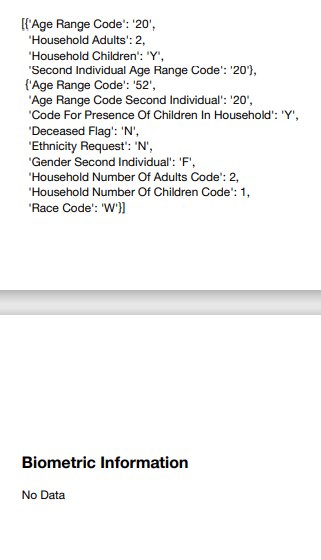 [{'Age Range Code': '20',
'Household Adults': 2,
'Household Children': 'Y',
'Second Individual Age Range Code': '20'},
{'Age Range Code': '52',
'Age Range Code Second Individual': '20',
'Code For Presence Of Children In Household': 'Y',
'Deceased Flag': 'N',
'Ethnicity Request': 'N',
'Gender Second Individual': 'F',
'Household Number Of Adults Code': 2,
'Household Number Of Children Code': 1,
'Race Code': 'W'}]
Biometric Information
No Data